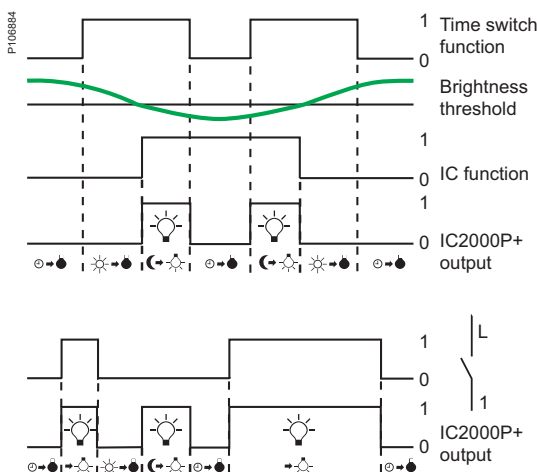 P106884
1 Time switch
0 function
Brightness
threshold
1
0 IC function
1
0 IC2000P+
output
1 L
0 1
1
0 IC2000P+
output